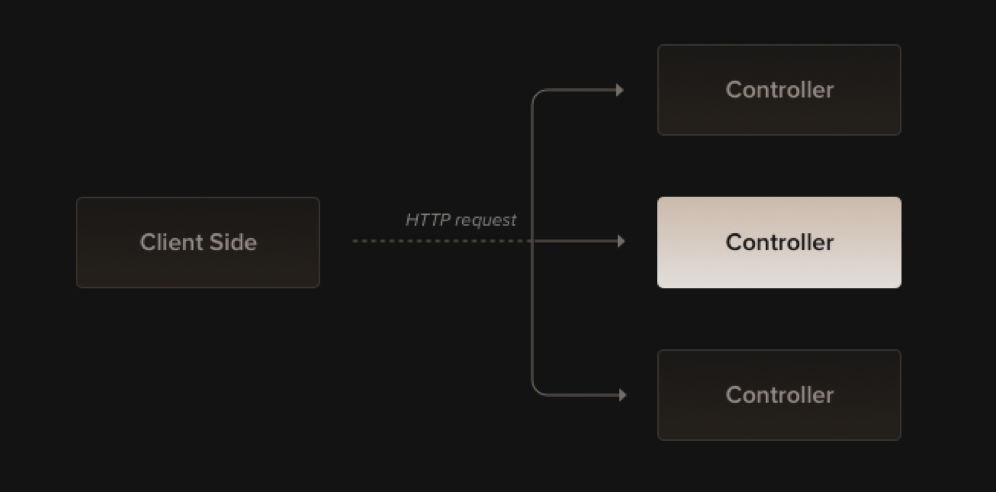 Controller
HTTP request
Client Side
Controller
Controller